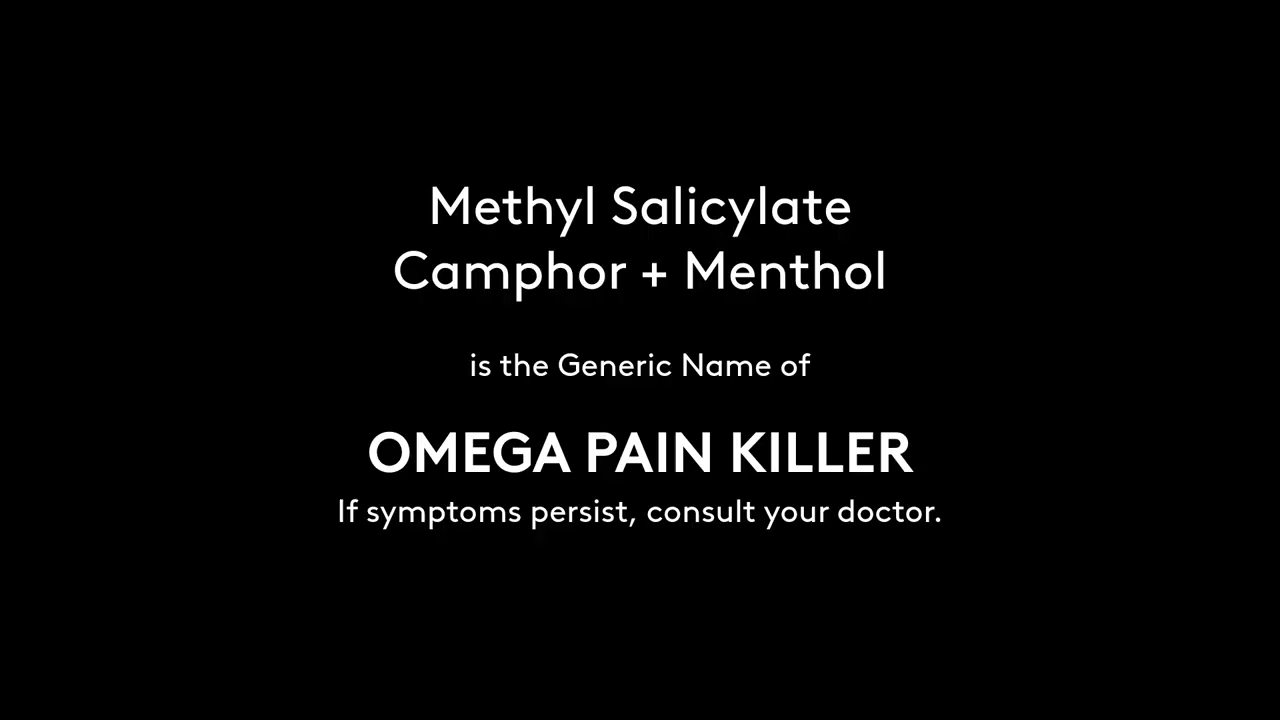 Methyl Salicylate
Camphor + Menthol
is the Generic Name of
OMEGA PAIN KILLER
If symptoms persist, consult your doctor.